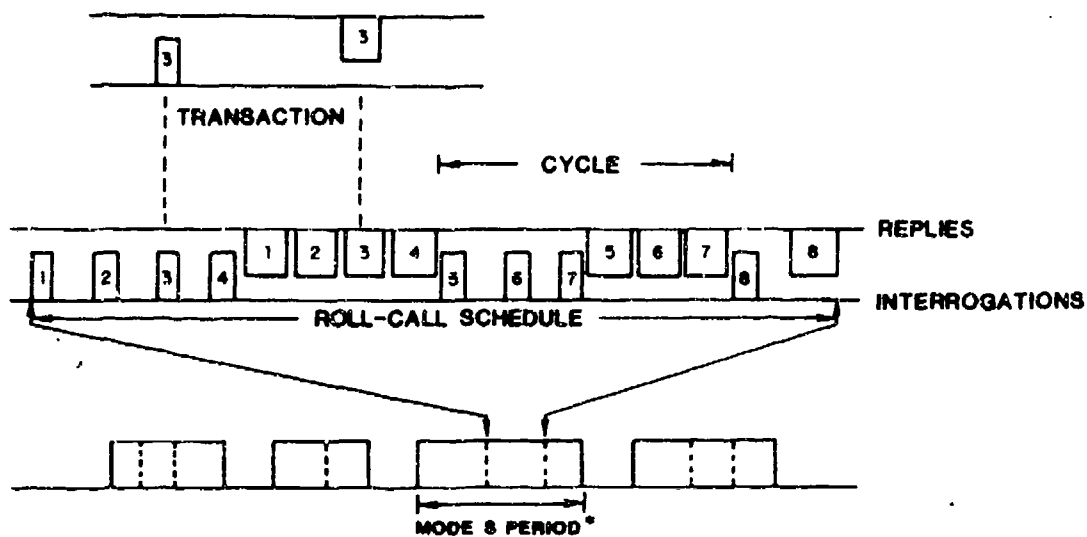 3
3
TRANSACTION
CYCLE
1 2 3 4 5 6 7 8
REPLIES
1 2 3 4 5 6 7 8
INTERROGATIONS
ROLL-CALL SCHEDULE
MODE S PERIOD*